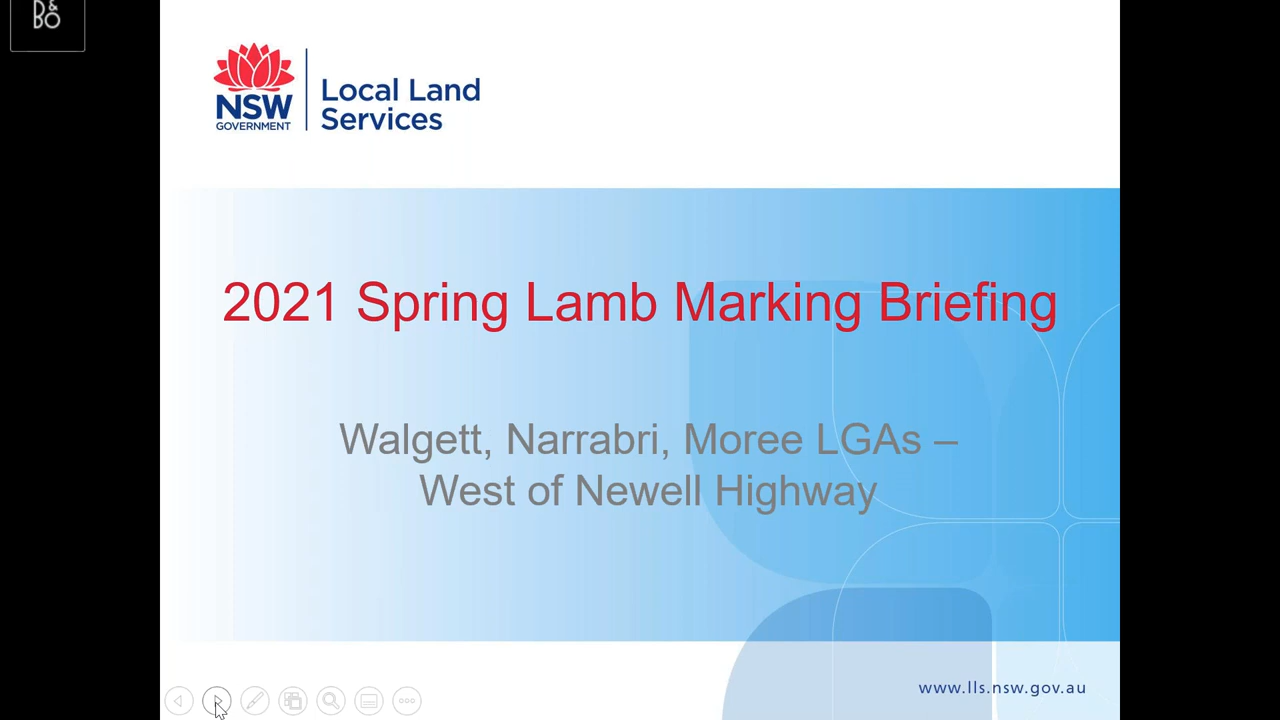 B&
BO
NSW
GOVERNMENT
Local Land
Services
2021 Spring Lamb Marking Briefing
Walgett, Narrabri, Moree LGAs –
West of Newell Highway
www.lls.nsw.gov.au